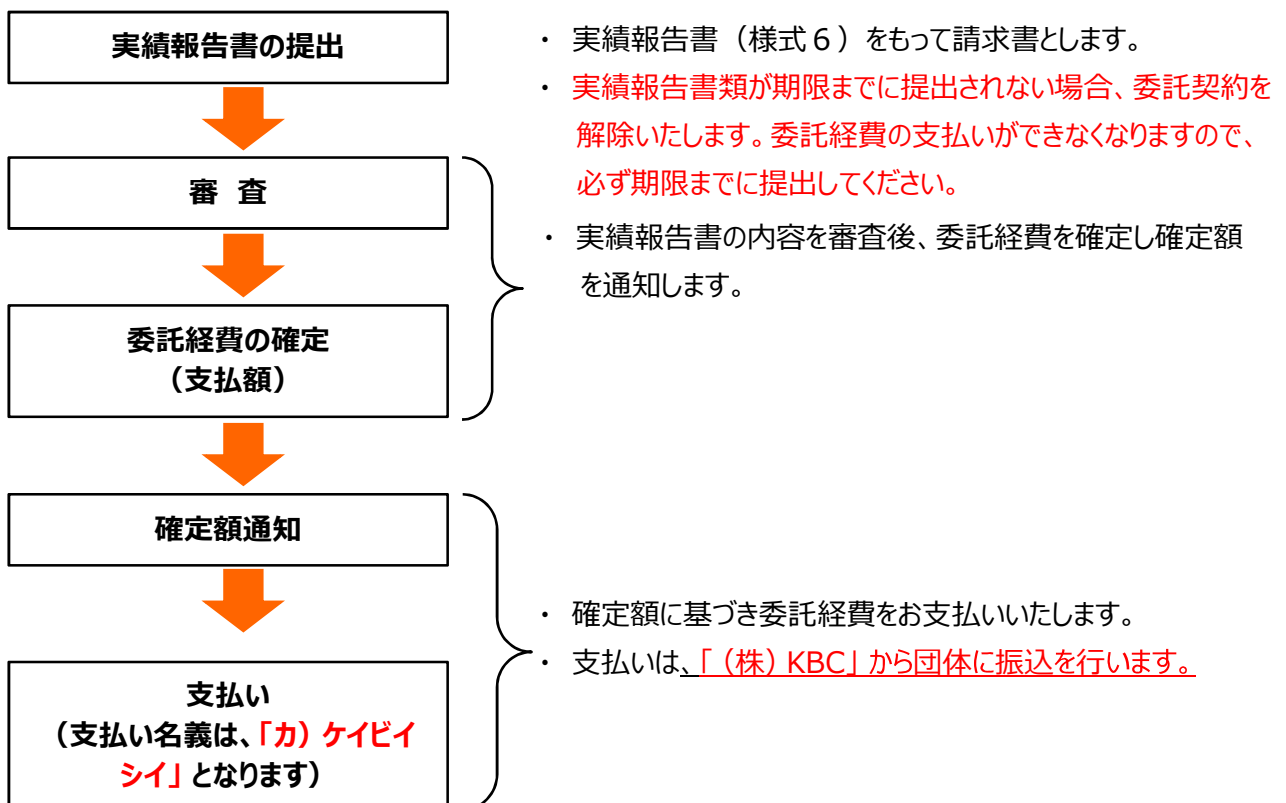 実績報告書の提出
・ 実績報告書（様式６）をもって請求書とします。
・ 実績報告書類が期限までに提出されない場合、委託契約を
解除いたします。委託経費の支払いができなくなりますので、
必ず期限までに提出してください。
審 査
・ 実績報告書の内容を審査後、委託経費を確定し確定額
を通知します。
委託経費の確定
（支払額）
確定額通知
・ 確定額に基づき委託経費をお支払いいたします。
・ 支払いは、「（株）KBC」から団体に振込を行います。
支払い
（支払い名義は、「カ）ケイビイ
シイ」となります）